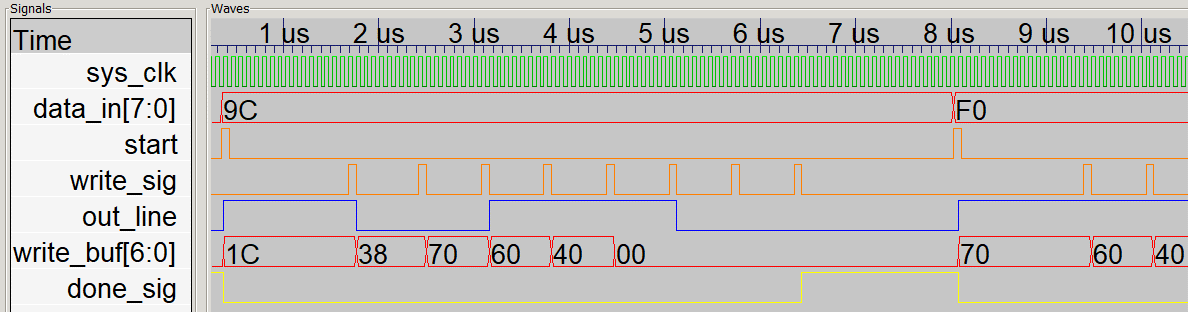 Signals Waves
Time 1 us 2 us 3 us 4 us 5 us 6 us 7 us 8 us 9 us 10 us
sys_clk
data_in[7:0] 9C F0
start
write_sig
out_line
write_buf[6:0] 1C 38 70 60 40 00 70 60 40
done_sig